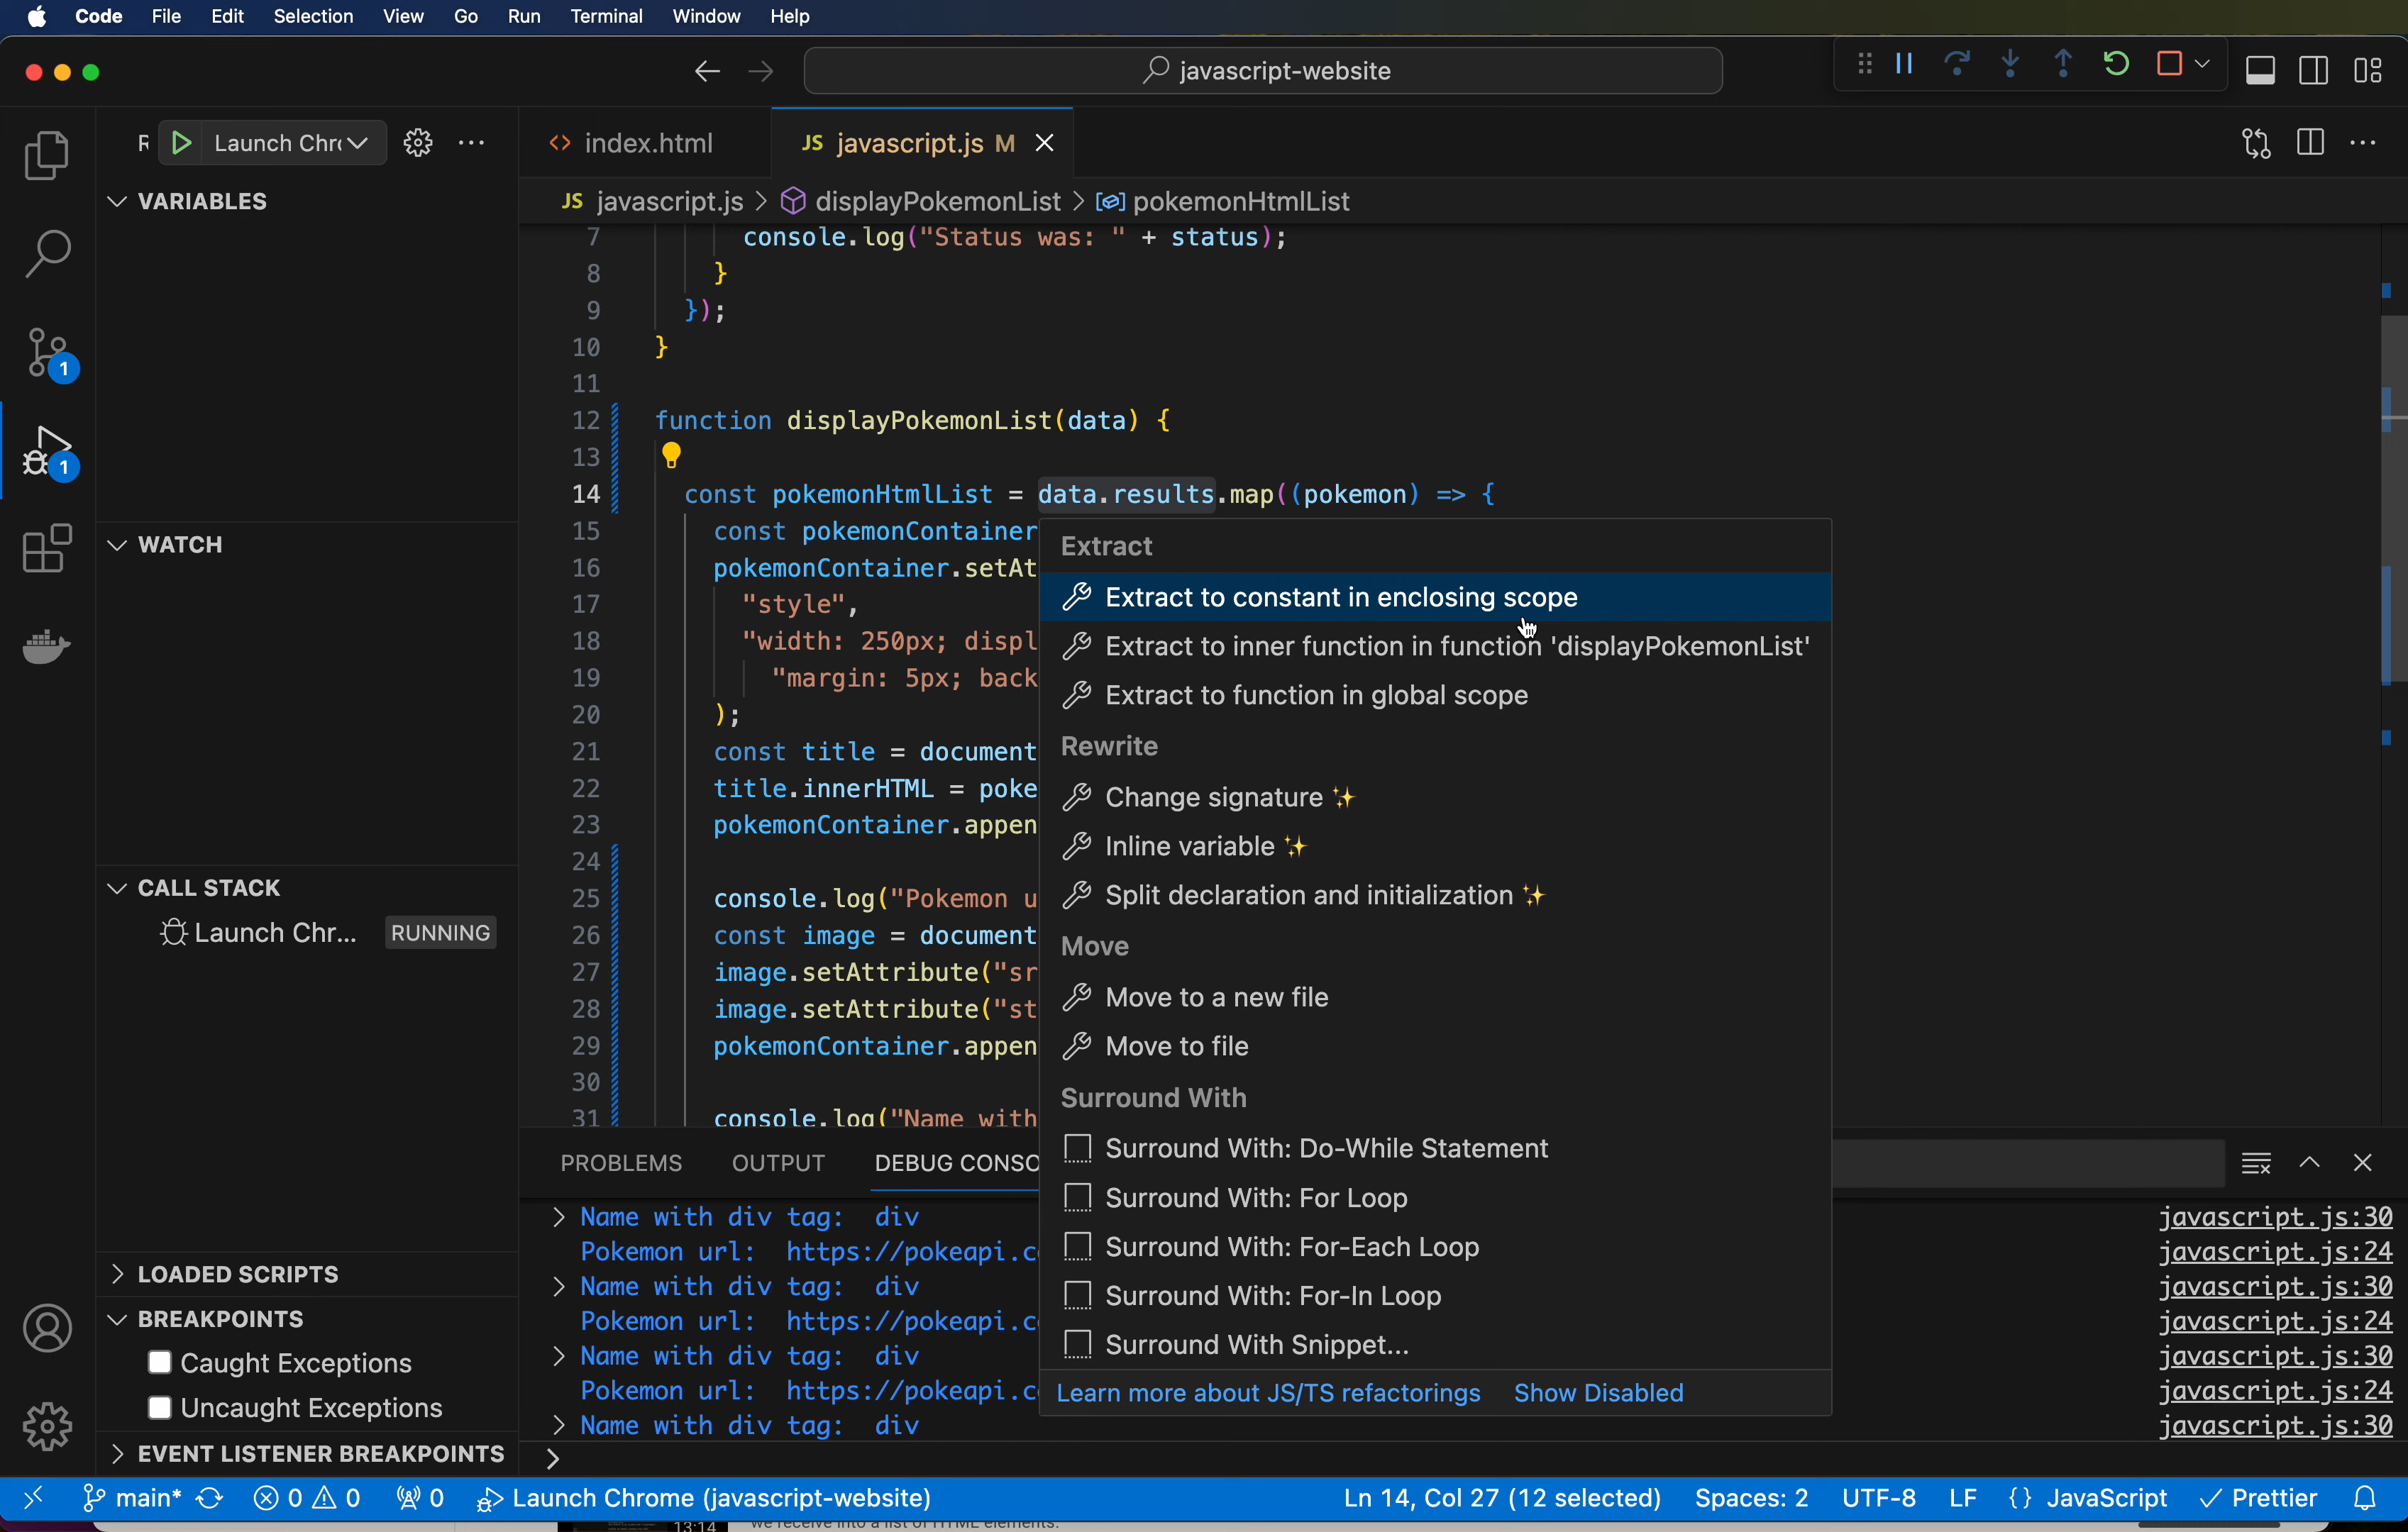 Code File Edit Selection View Go Run Terminal Window Help
javascript-website
R Launch Chr
index.html
JS javascript.js M
VARIABLES
JS javascript.js > displayPokemonList > pokemonHtmlList
7 console.log("Status was: " + status);
8 }
9 });
10 }
11
12 function displayPokemonList(data) {
13
14 const pokemonHtmlList = data.results.map((pokemon) => {
15 const pokemonContainer
16 pokemonContainer.setAt
17 "style",
18 "width: 250px; displ
19 "margin: 5px; back
20 );
21 const title = document
22 title.innerHTML = poke
23 pokemonContainer.appen
24
25 console.log("Pokemon u
26 const image = document
27 image.setAttribute("sr
28 image.setAttribute("st
29 pokemonContainer.appen
30
31 console.log("Name with
Extract
Extract to constant in enclosing scope
Extract to inner function in function 'displayPokemonList'
Extract to function in global scope
Rewrite
Change signature ✨
Inline variable ✨
Split declaration and initialization ✨
Move
Move to a new file
Move to file
Surround With
Surround With: Do-While Statement
Surround With: For Loop
Surround With: For-Each Loop
Surround With: For-In Loop
Surround With Snippet...
Learn more about JS/TS refactorings Show Disabled
1
1
WATCH
CALL STACK
Launch Chr... RUNNING
LOADED SCRIPTS
BREAKPOINTS
Caught Exceptions
Uncaught Exceptions
EVENT LISTENER BREAKPOINTS
PROBLEMS OUTPUT DEBUG CONSO
> Name with div tag: div javascript.js:30
Pokemon url: https://pokeapi.c javascript.js:24
> Name with div tag: div javascript.js:30
Pokemon url: https://pokeapi.c javascript.js:24
> Name with div tag: div javascript.js:30
Pokemon url: https://pokeapi.c javascript.js:24
> Name with div tag: div javascript.js:30
>
main* 0 0 0 Launch Chrome (javascript-website) Ln 14, Col 27 (12 selected) Spaces: 2 UTF-8 LF {} JavaScript Prettier
13:14
we receive into a list of HTML elements.